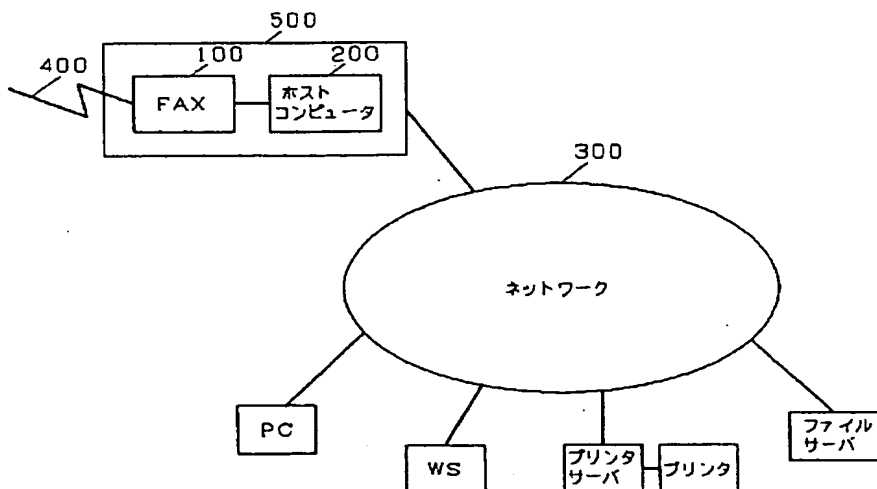 500
100
200
400
FAX
ホスト
コンピュータ
300
ネットワーク
PC
WS
プリンタ
サーバ
プリンタ
ファイル
サーバ